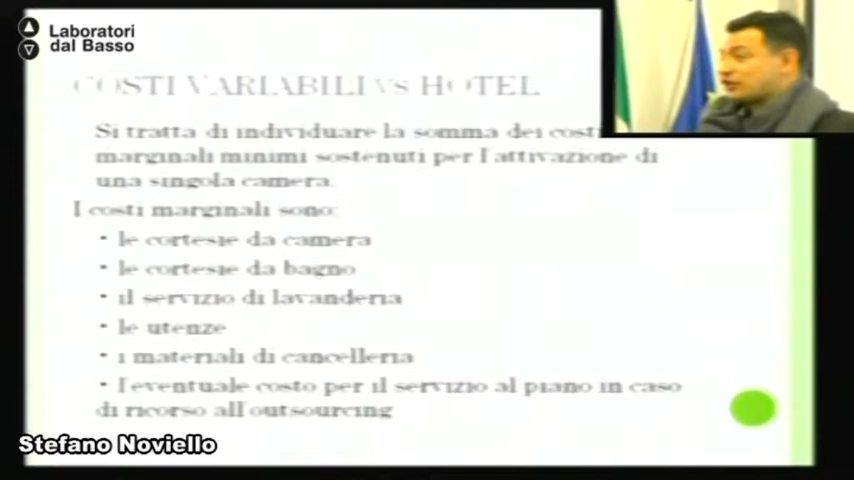 Laboratori
dal Basso
COSTI VARIABILI vs HOTEL
Si tratta di individuare la somma dei costi
marginali minimi sostenuti per l'attivazione di
una singola camera.
I costi marginali sono:
• le cortesie da camera
• le cortesie da bagno
• il servizio di lavanderia
• le utenze
• i materiali di cancelleria
• l'eventuale costo per il servizio al piano in caso
di ricorso all'outsourcing
Stefano Noviello